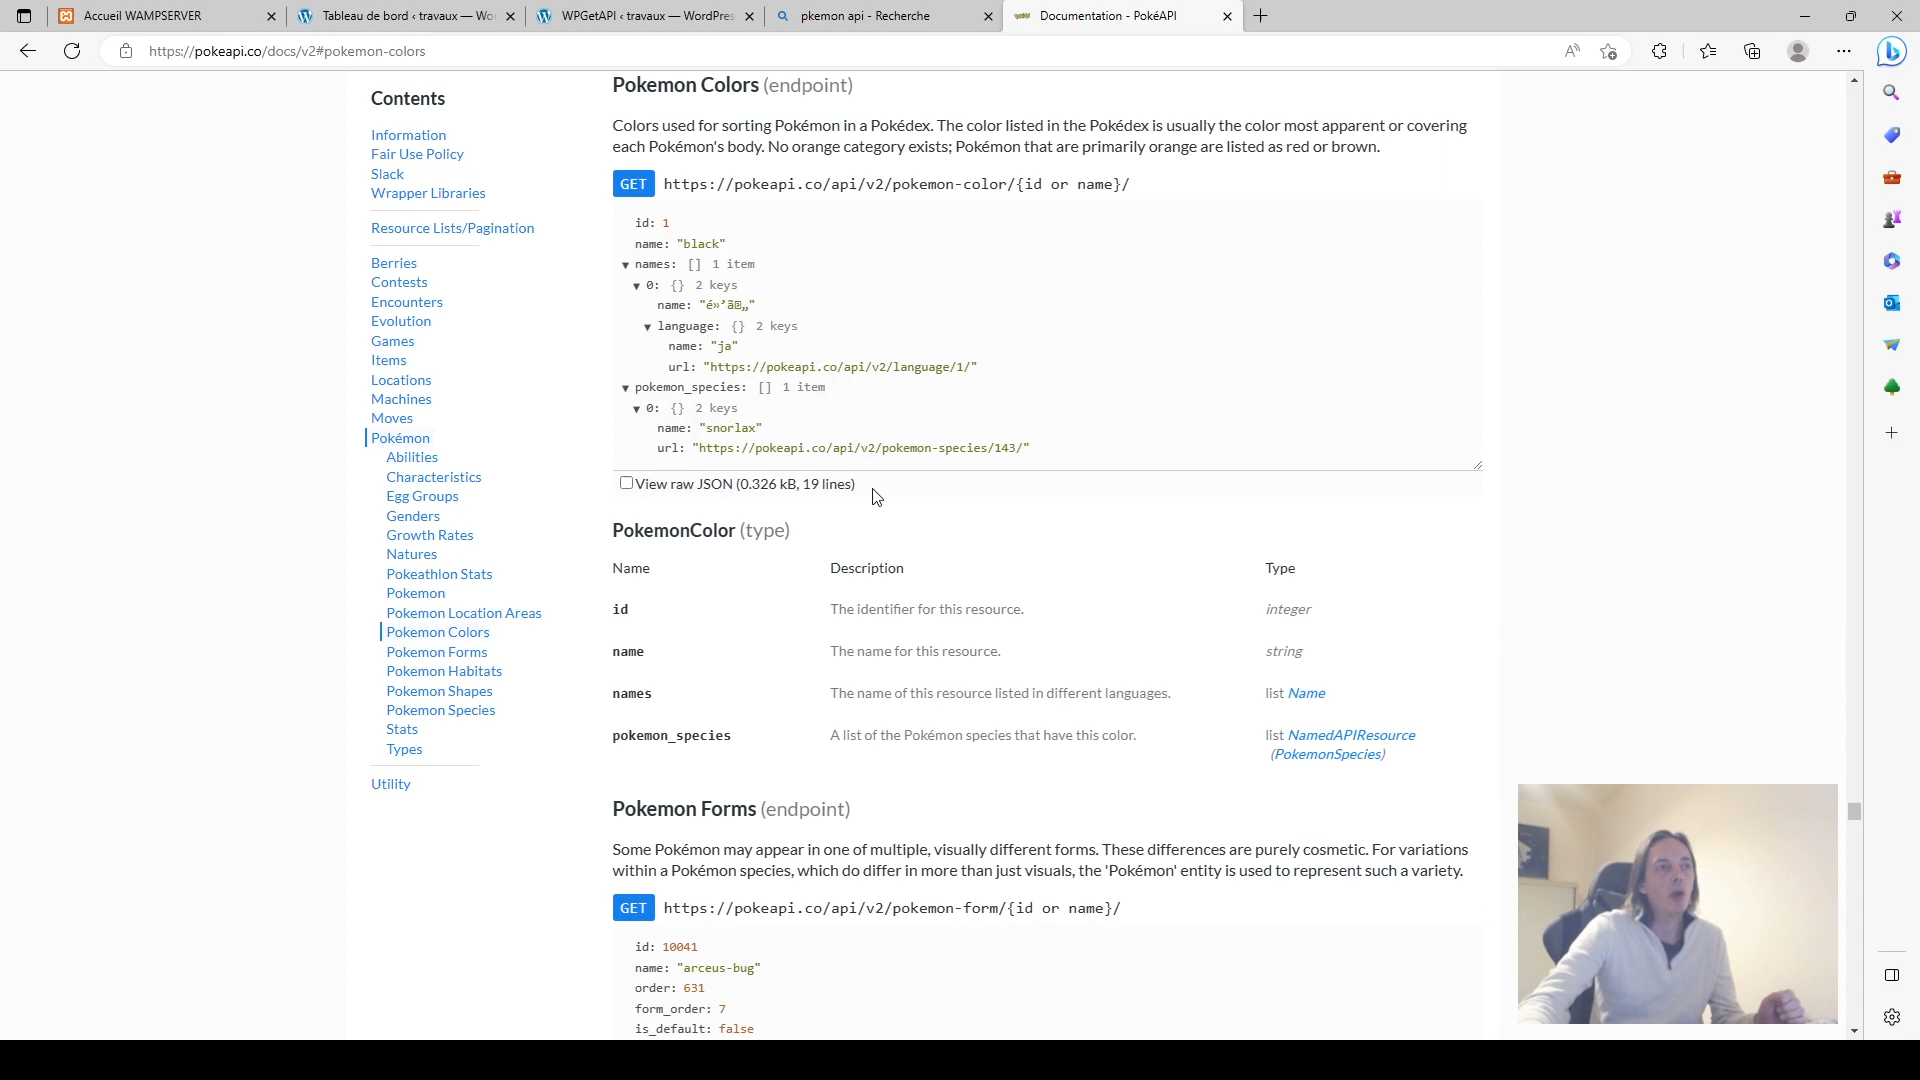 Accueil WAMPSERVER
Tableau de bord ‹ travaux — Wor
WPGetAPI ‹ travaux — WordPres
pkemon api - Recherche
Documentation - PokéAPI
https://pokeapi.co/docs/v2#pokemon-colors
Contents
Information
Fair Use Policy
Slack
Wrapper Libraries
Resource Lists/Pagination
Berries
Contests
Encounters
Evolution
Games
Items
Locations
Machines
Moves
Pokémon
Abilities
Characteristics
Egg Groups
Genders
Growth Rates
Natures
Pokeathlon Stats
Pokemon
Pokemon Location Areas
Pokemon Colors
Pokemon Forms
Pokemon Habitats
Pokemon Shapes
Pokemon Species
Stats
Types
Utility
Pokemon Colors (endpoint)
Colors used for sorting Pokémon in a Pokédex. The color listed in the Pokédex is usually the color most apparent or covering
each Pokémon's body. No orange category exists; Pokémon that are primarily orange are listed as red or brown.
GET https://pokeapi.co/api/v2/pokemon-color/{id or name}/
id: 1
name: "black"
names: [] 1 item
0: {} 2 keys
name:
language: {} 2 keys
name: "ja"
url: "https://pokeapi.co/api/v2/language/1/"
pokemon_species: [] 1 item
0: {} 2 keys
name: "snorlax"
url: "https://pokeapi.co/api/v2/pokemon-species/143/"
View raw JSON (0.326 kB, 19 lines)
PokemonColor (type)
Name Description Type
id The identifier for this resource. integer
name The name for this resource. string
names The name of this resource listed in different languages. list Name
pokemon_species A list of the Pokémon species that have this color. list NamedAPIResource
(PokemonSpecies)
Pokemon Forms (endpoint)
Some Pokémon may appear in one of multiple, visually different forms. These differences are purely cosmetic. For variations
within a Pokémon species, which do differ in more than just visuals, the 'Pokémon' entity is used to represent such a variety.
GET https://pokeapi.co/api/v2/pokemon-form/{id or name}/
id: 10041
name: "arceus-bug"
order: 631
form_order: 7
is_default: false